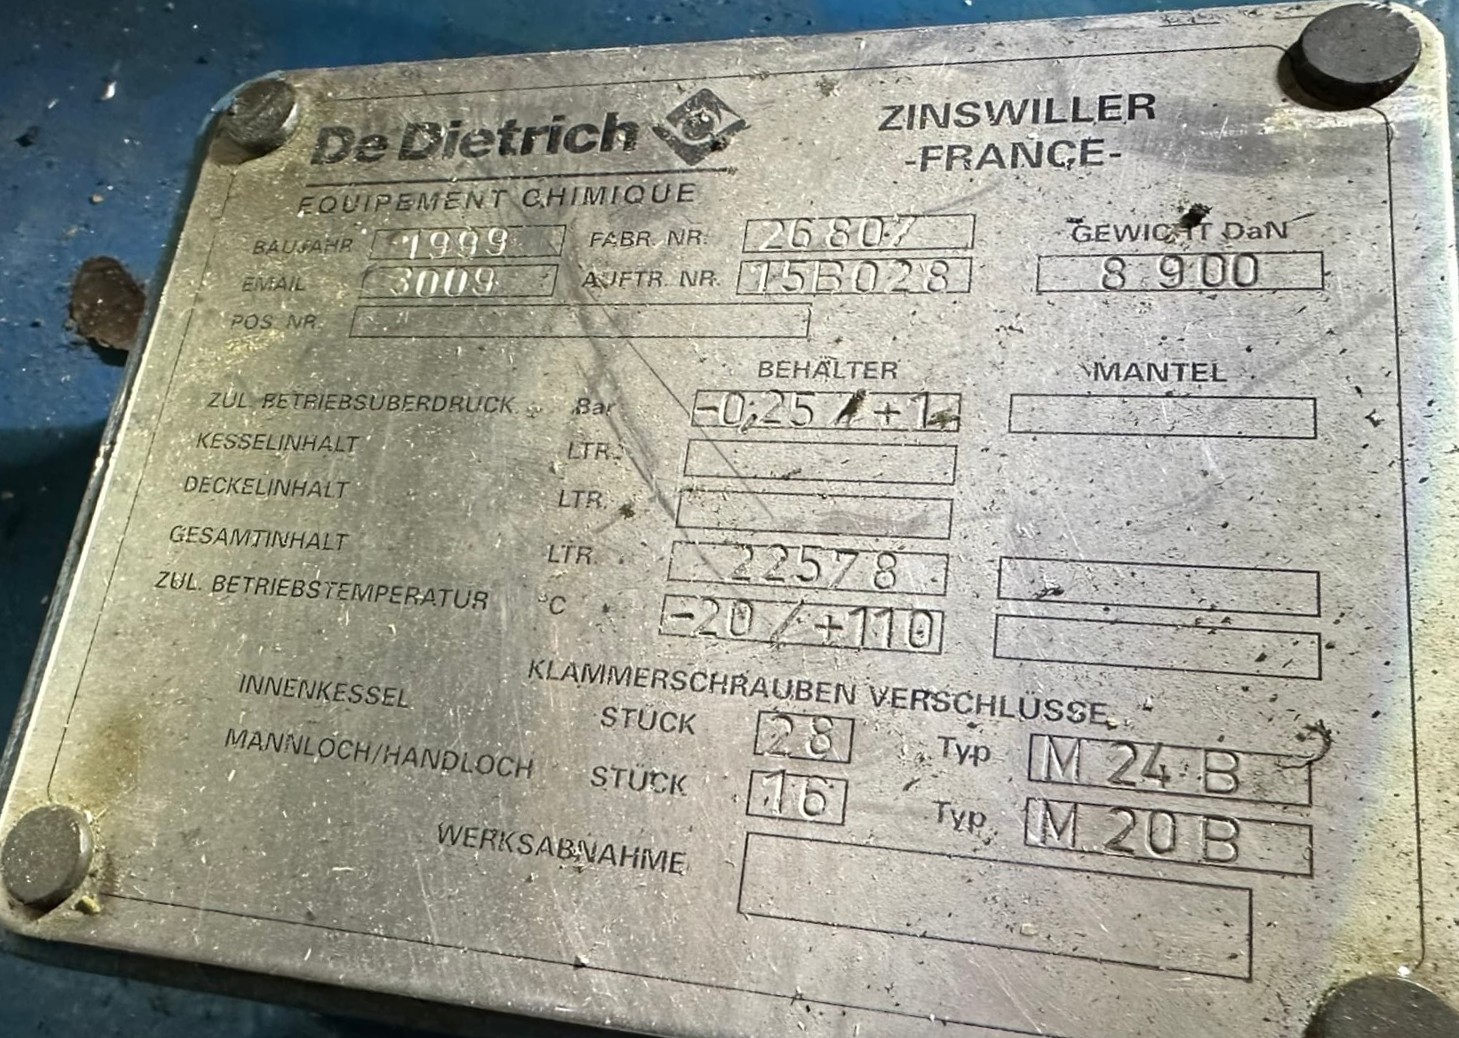 De Dietrich
ZINSWILLER
-FRANCE-
EQUIPEMENT CHIMIQUE
BAUJAHR 1999 FABR. NR. 26807 GEWICHT DaN
EMAIL 3009 AUFTR. NR. 15B028 8 900
POS NR.
BEHÄLTER MANTEL
ZUL. BETRIEBSÜBERDRUCK Bar -0,25 / +1
KESSELINHALT LTR.
DECKELINHALT LTR.
GESAMTINHALT LTR. 22578
ZUL. BETRIEBSTEMPERATUR °C -20 / +110
KLAMMERSCHRAUBEN VERSCHLÜSSE
INNENKESSEL STÜCK 28 Typ M 24 B
MANNLOCH/HANDLOCH STÜCK 16 Typ M 20 B
WERKSABNAHME